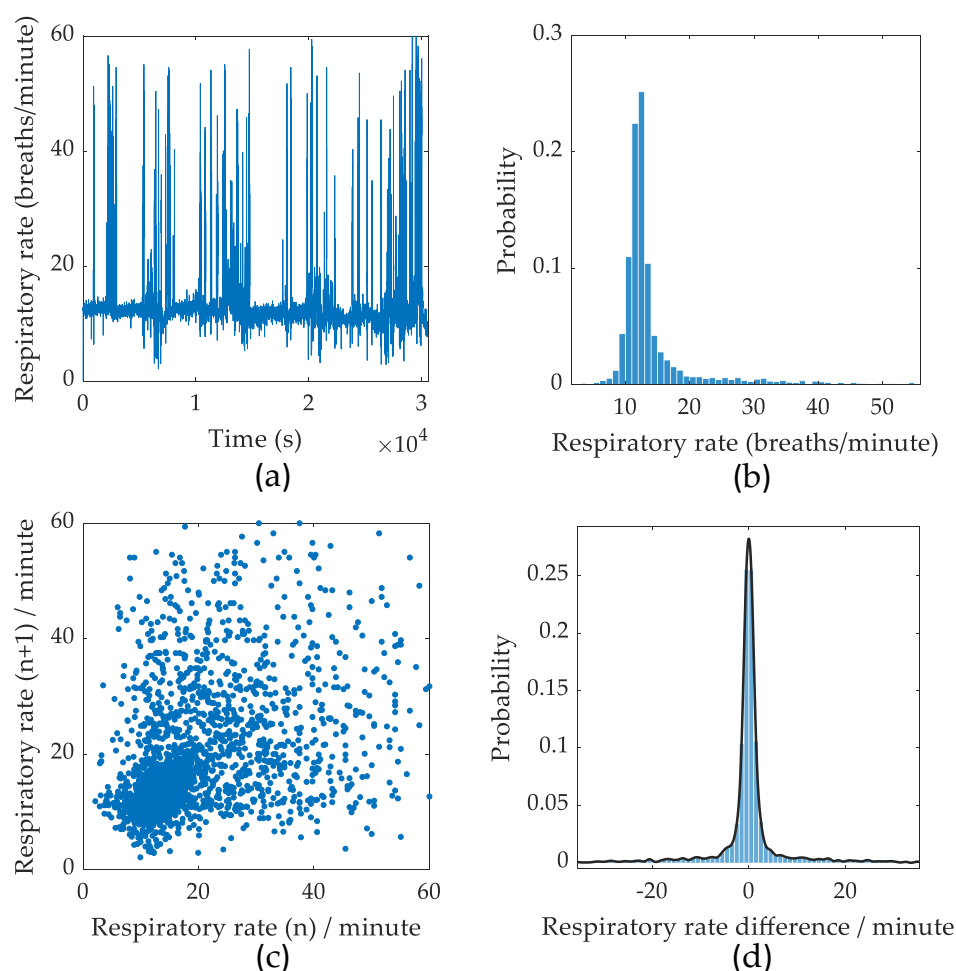 Respiratory rate (breaths/minute)
60
40
20
0
0
1
2
3
Time (s)
×10⁴
(a)
Probability
0.3
0.2
0.1
0
10
20
30
40
50
Respiratory rate (breaths/minute)
(b)
Respiratory rate (n+1) / minute
60
40
20
0
0
20
40
60
Respiratory rate (n) / minute
(c)
Probability
0.25
0.2
0.15
0.1
0.05
0
-20
0
20
Respiratory rate difference / minute
(d)